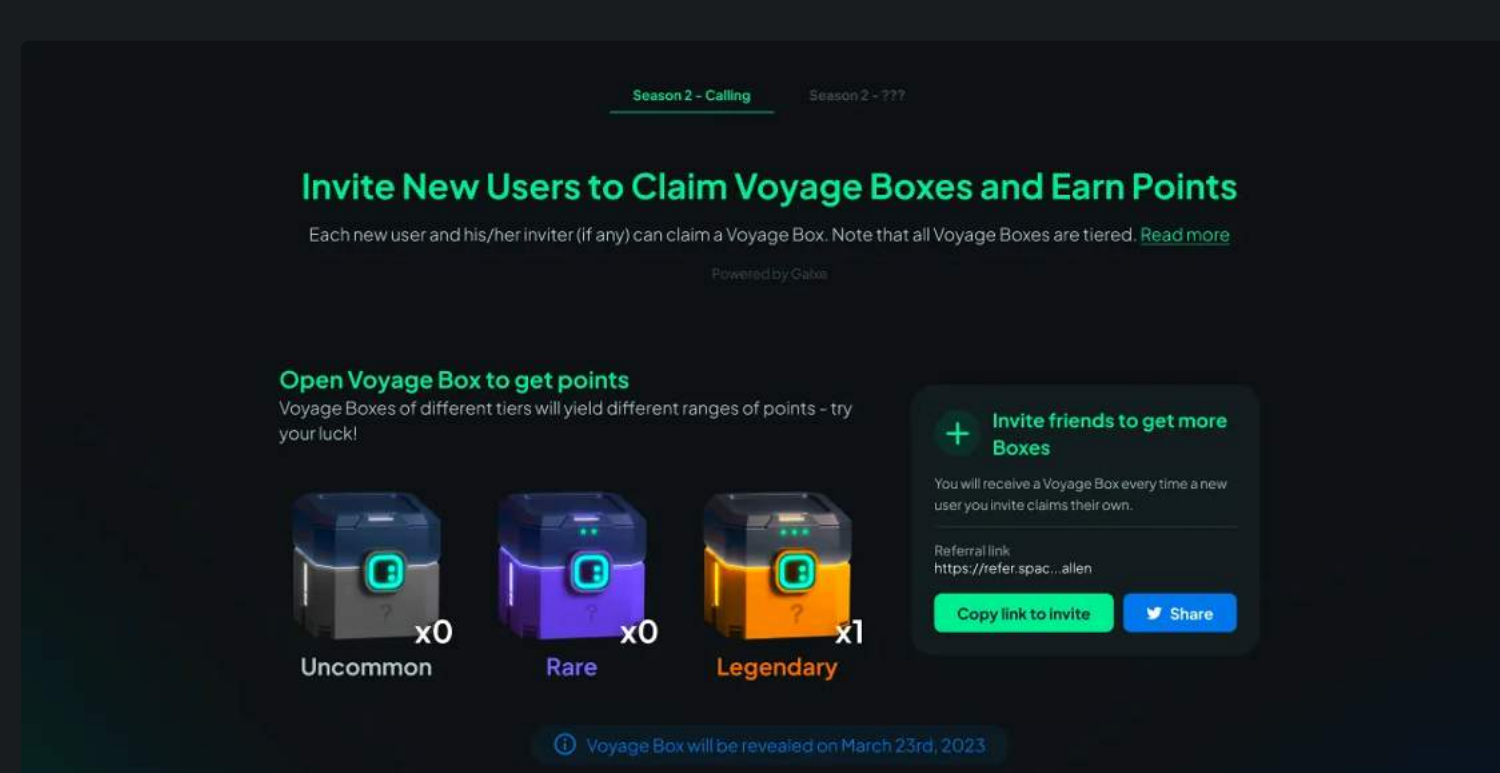 Season 2 - Calling
Season 2 - ???
Invite New Users to Claim Voyage Boxes and Earn Points
Each new user and his/her inviter (if any) can claim a Voyage Box. Note that all Voyage Boxes are tiered. Read more
Powered by Galxe
Open Voyage Box to get points
Voyage Boxes of different tiers will yield different ranges of points - try
your luck!
x0
Uncommon
x0
Rare
x1
Legendary
Invite friends to get more
Boxes
You will receive a Voyage Box every time a new
user you invite claims their own.
Referral link
https://refer.spac...allen
Copy link to invite
Share
Voyage Box will be revealed on March 23rd, 2023